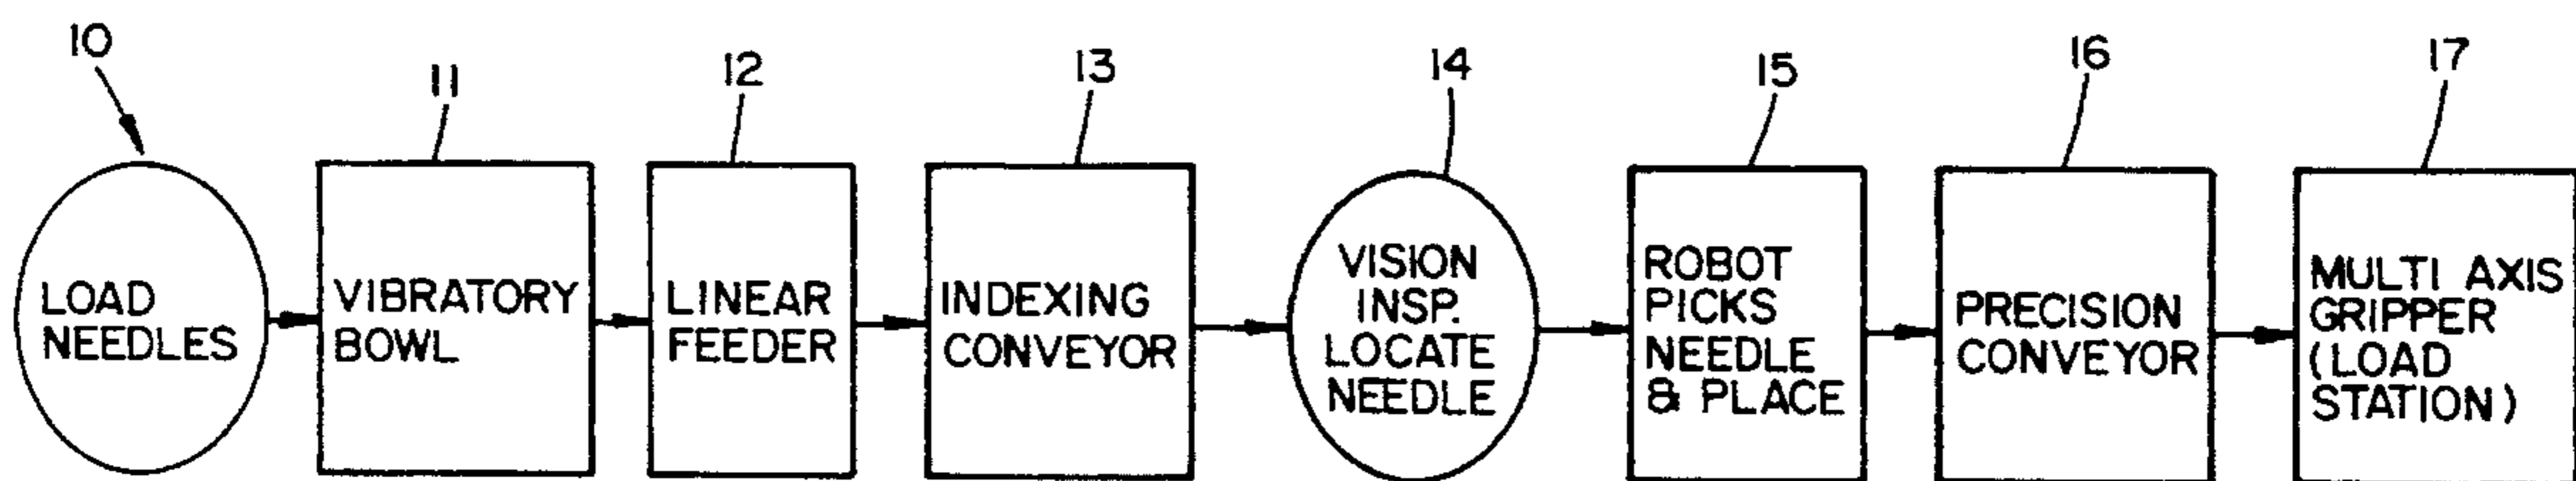 10
11
12
13
14
15
16
17
LOAD
NEEDLES
VIBRATORY
BOWL
LINEAR
FEEDER
INDEXING
CONVEYOR
VISION
INSP.
LOCATE
NEEDLE
ROBOT
PICKS
NEEDLE
& PLACE
PRECISION
CONVEYOR
MULTI AXIS
GRIPPER
(LOAD
STATION)